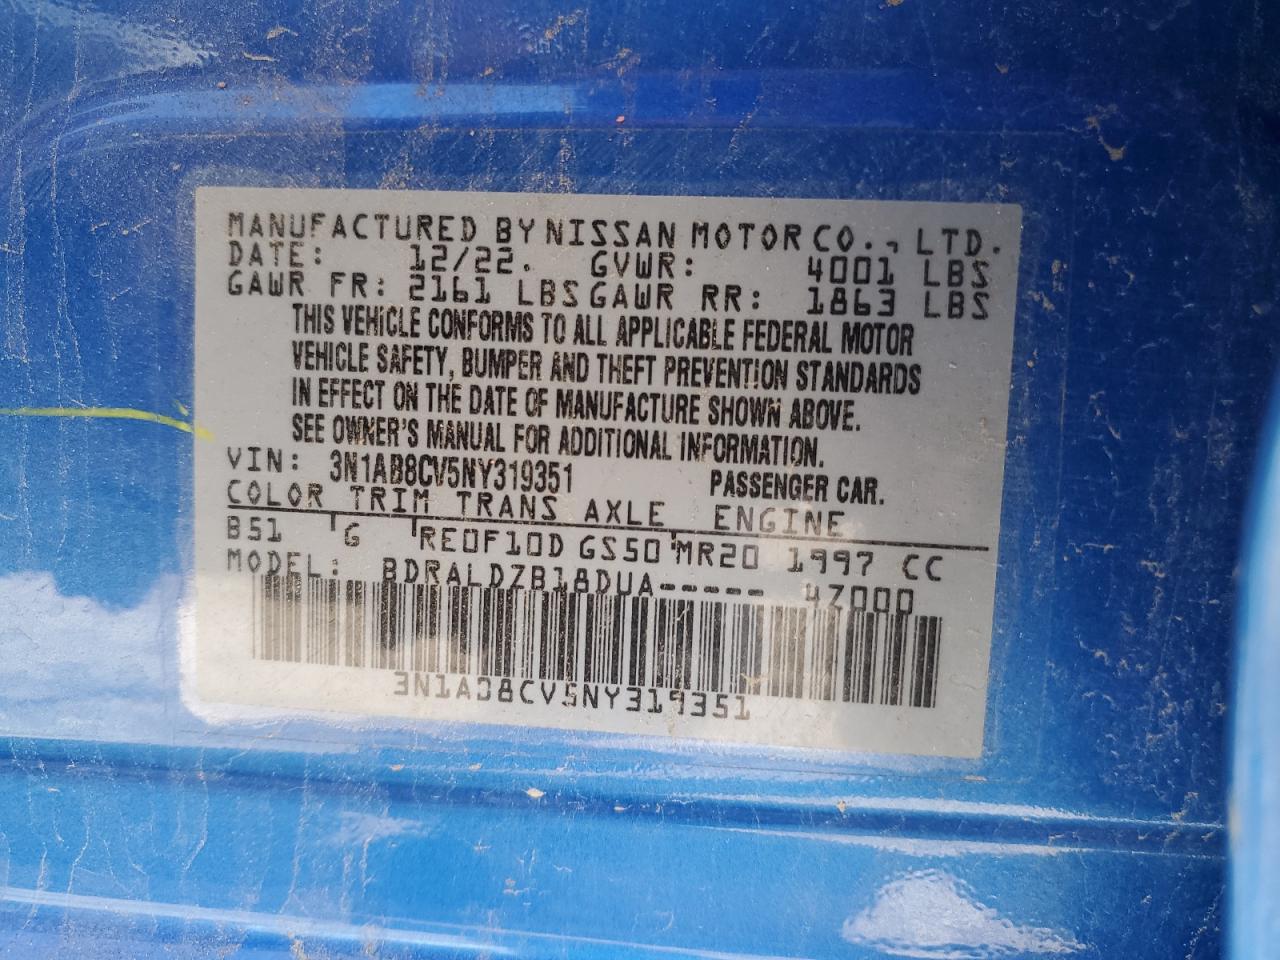 MANUFACTURED BY NISSAN MOTOR CO., LTD.
DATE: 12/22. GVWR: 4001 LBS
GAWR FR: 2161 LBS GAWR RR: 1863 LBS
THIS VEHICLE CONFORMS TO ALL APPLICABLE FEDERAL MOTOR
VEHICLE SAFETY, BUMPER AND THEFT PREVENTION STANDARDS
IN EFFECT ON THE DATE OF MANUFACTURE SHOWN ABOVE.
SEE OWNER'S MANUAL FOR ADDITIONAL INFORMATION.
VIN: 3N1AB8CV5NY319351 PASSENGER CAR.
COLOR TRIM TRANS AXLE ENGINE
B51 G RE0F10D GS50 MR20 1997 CC
MODEL: BDRALDZB18DUA----- 4Z000
3N1AB8CV5NY319351